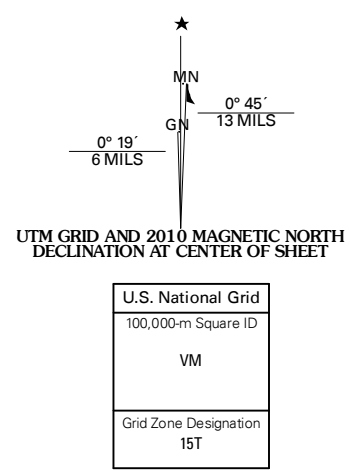 ★
MN
0° 45´
GN
13 MILS
0° 19´
6 MILS
UTM GRID AND 2010 MAGNETIC NORTH
DECLINATION AT CENTER OF SHEET
U.S. National Grid
100,000-m Square ID
VM
Grid Zone Designation
15T